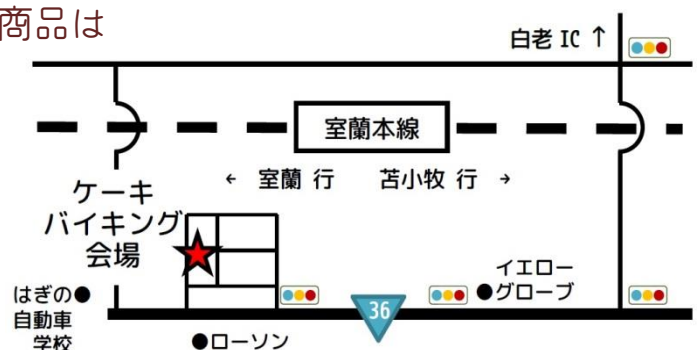 商品は
白老 IC ↑
室蘭本線
← 室蘭 行 苫小牧 行 →
ケーキ
バイキング
会場
はぎの●
自動車
学校
●ローソン
36
イエロー
●グローブ